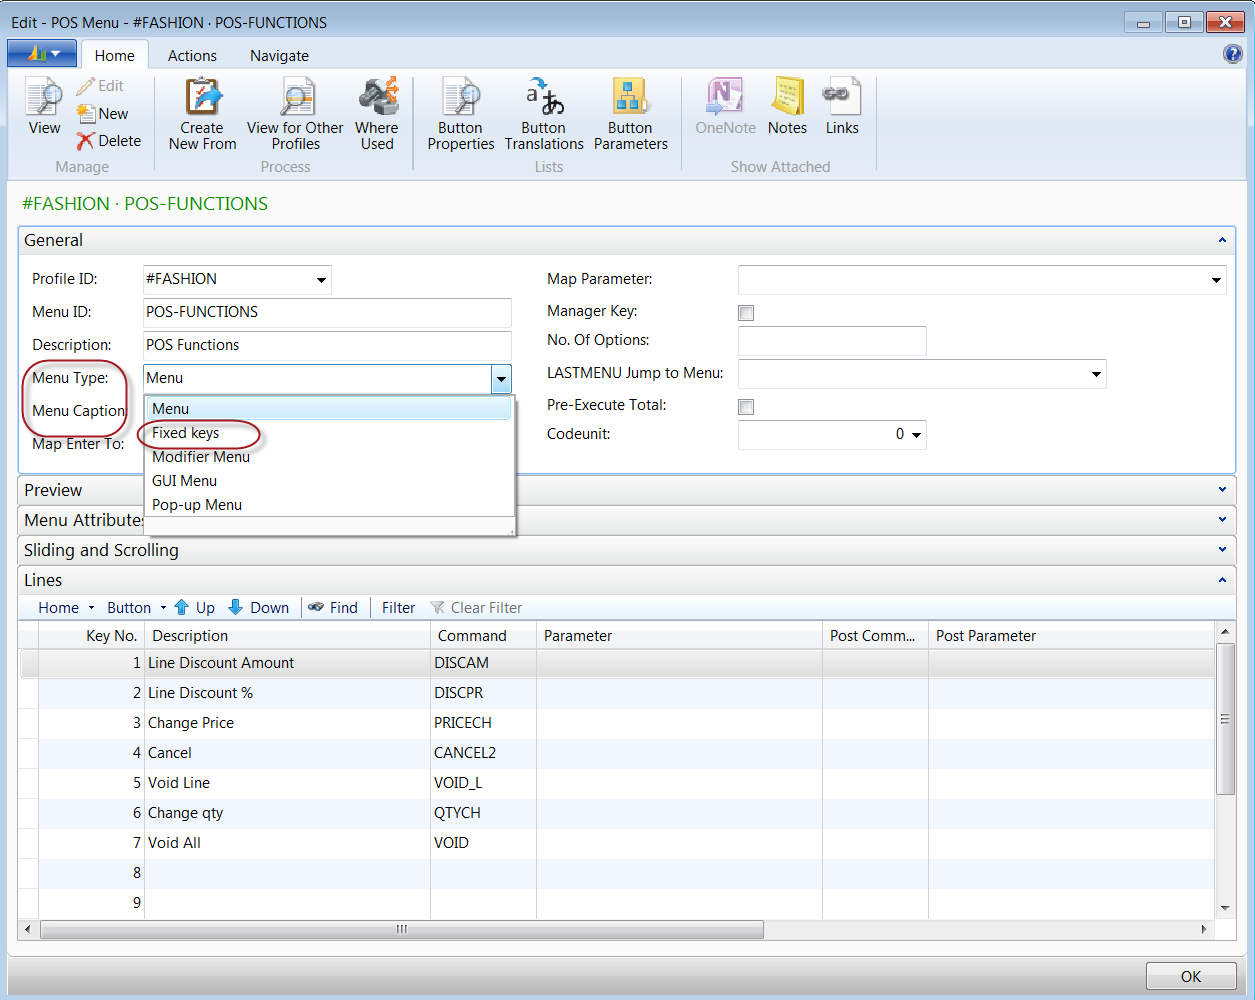 Edit - POS Menu - #FASHION · POS-FUNCTIONS
Home Actions Navigate
View
Edit
New
Delete
Manage
Create New From
View for Other Profiles
Where Used
Process
Button Properties
Button Translations
Button Parameters
Lists
OneNote
Notes
Links
Show Attached
#FASHION · POS-FUNCTIONS
General
Profile ID: #FASHION
Menu ID: POS-FUNCTIONS
Description: POS Functions
Menu Type: Menu
Menu Caption
Map Enter To:
Menu
Fixed keys
Modifier Menu
GUI Menu
Pop-up Menu
Map Parameter:
Manager Key:
No. Of Options:
LASTMENU Jump to Menu:
Pre-Execute Total:
Codeunit: 0
Preview
Menu Attributes
Sliding and Scrolling
Lines
Home Button Up Down Find Filter Clear Filter
Key No. Description Command Parameter Post Comm... Post Parameter
1 Line Discount Amount DISCAM
2 Line Discount % DISCPR
3 Change Price PRICECH
4 Cancel CANCEL2
5 Void Line VOID_L
6 Change qty QTYCH
7 Void All VOID
8
9
OK